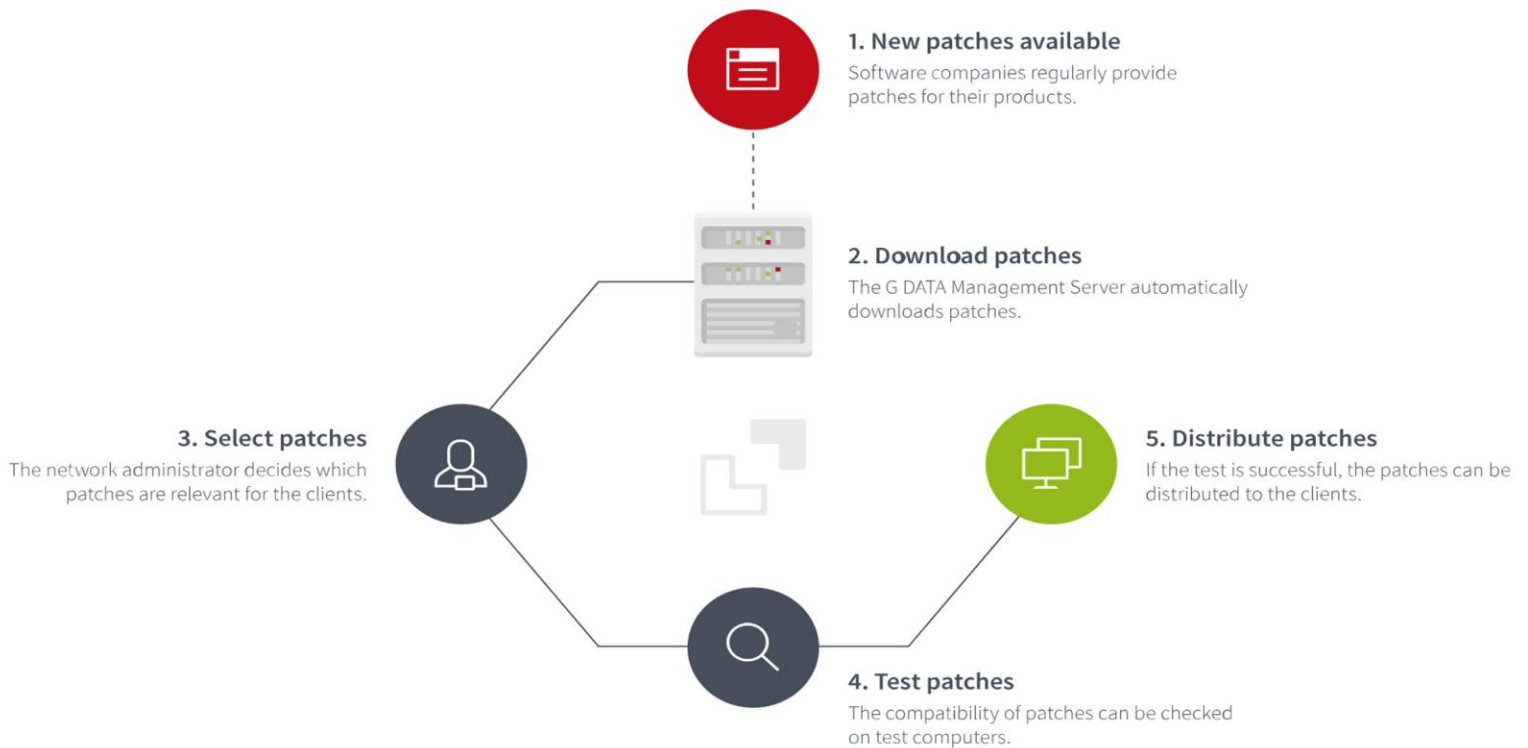 1. New patches available
Software companies regularly provide
patches for their products.
2. Download patches
The G DATA Management Server automatically
downloads patches.
3. Select patches
The network administrator decides which
patches are relevant for the clients.
5. Distribute patches
If the test is successful, the patches can be
distributed to the clients.
4. Test patches
The compatibility of patches can be checked
on test computers.